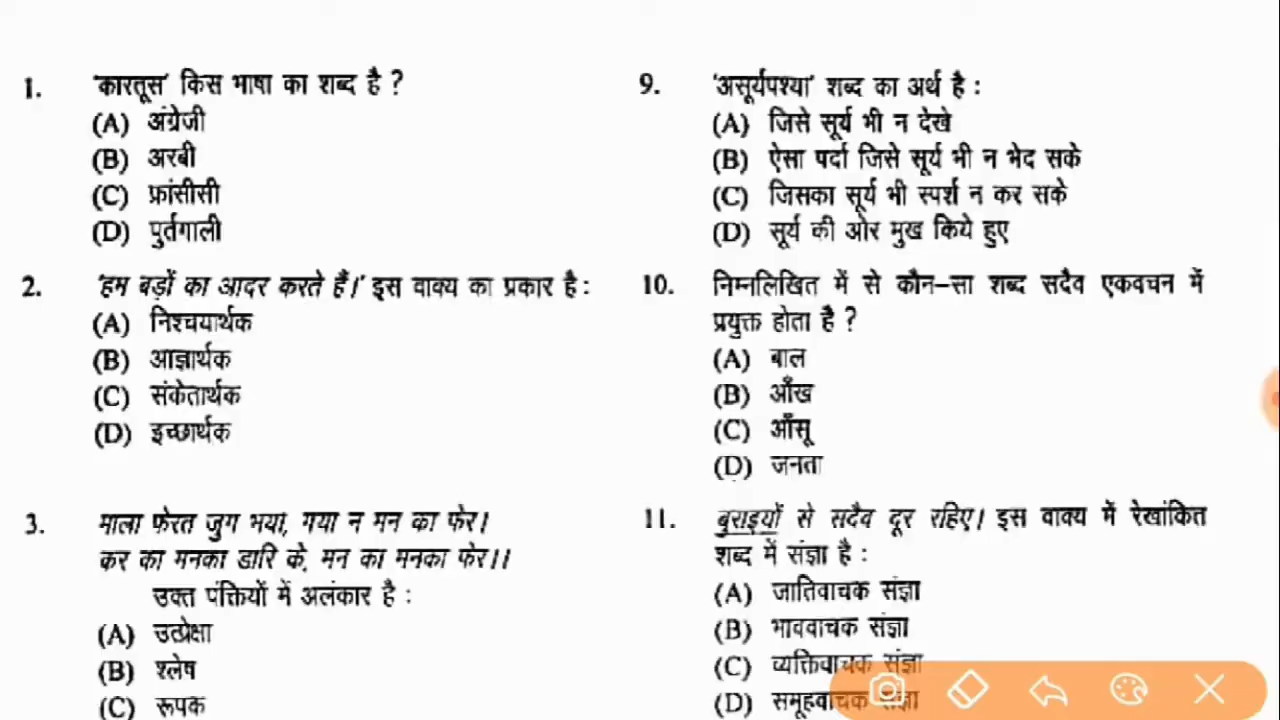 1. 'कारतूस' किस भाषा का शब्द है ?
(A) अंग्रेजी
(B) अरबी
(C) फ्रांसीसी
(D) पुर्तगाली
2. 'हम बड़ों का आदर करते हैं।' इस वाक्य का प्रकार है :
(A) निश्चयार्थक
(B) आज्ञार्थक
(C) संकेतार्थक
(D) इच्छार्थक
3. माला फेरत जुग भया, गया न मन का फेर।
कर का मनका डारि के, मन का मनका फेर।।
उक्त पंक्तियों में अलंकार है :
(A) उत्प्रेक्षा
(B) श्लेष
(C) रूपक
9. 'असूर्यपश्या' शब्द का अर्थ है :
(A) जिसे सूर्य भी न देखे
(B) ऐसा पर्दा जिसे सूर्य भी न भेद सके
(C) जिसका सूर्य भी स्पर्श न कर सके
(D) सूर्य की ओर मुख किये हुए
10. निम्नलिखित में से कौन-सा शब्द सदैव एकवचन में
प्रयुक्त होता है ?
(A) बाल
(B) आँख
(C) आँसू
(D) जनता
11. बुराइयों से सदैव दूर रहिए। इस वाक्य में रेखांकित
शब्द में संज्ञा है :
(A) जातिवाचक संज्ञा
(B) भाववाचक संज्ञा
(C) व्यक्तिवाचक संज्ञा
(D) समूहवाचक संज्ञा